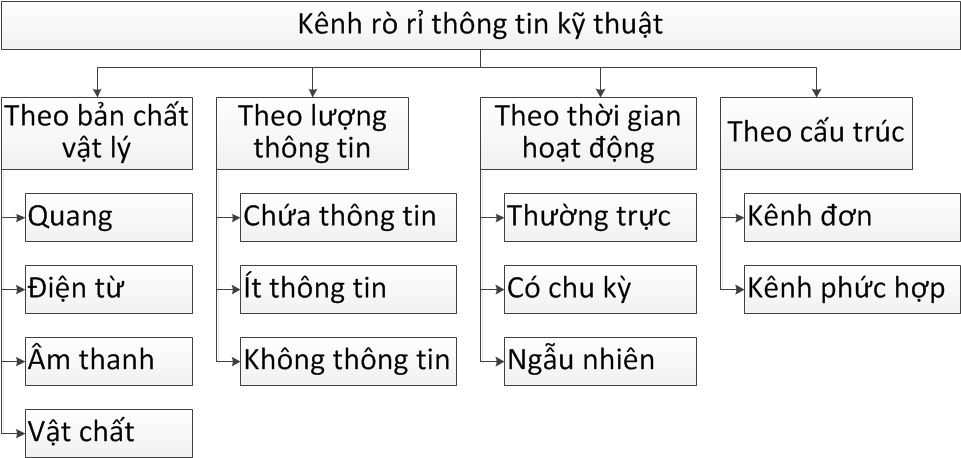 Kênh rò rỉ thông tin kỹ thuật
Theo bản chất
vật lý
Quang
Điện từ
Âm thanh
Vật chất
Theo lượng
thông tin
Chứa thông tin
Ít thông tin
Không thông tin
Theo thời gian
hoạt động
Thường trực
Có chu kỳ
Ngẫu nhiên
Theo cấu trúc
Kênh đơn
Kênh phức hợp